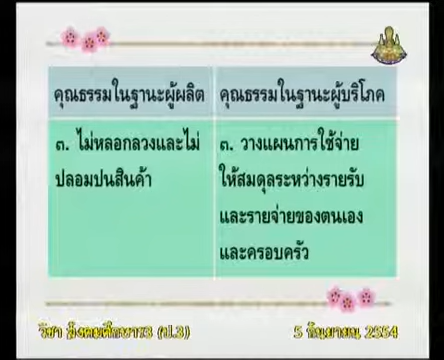 คุณธรรมในฐานะผู้ผลิต
คุณธรรมในฐานะผู้บริโภค
๓. ไม่หลอกลวงและไม่
ปลอมปนสินค้า
๓. วางแผนการใช้จ่าย
ให้สมดุลระหว่างรายรับ
และรายจ่ายของตนเอง
และครอบครัว
วิชา สังคมศึกษาฯ3 (ป.3)
5 กันยายน 2554